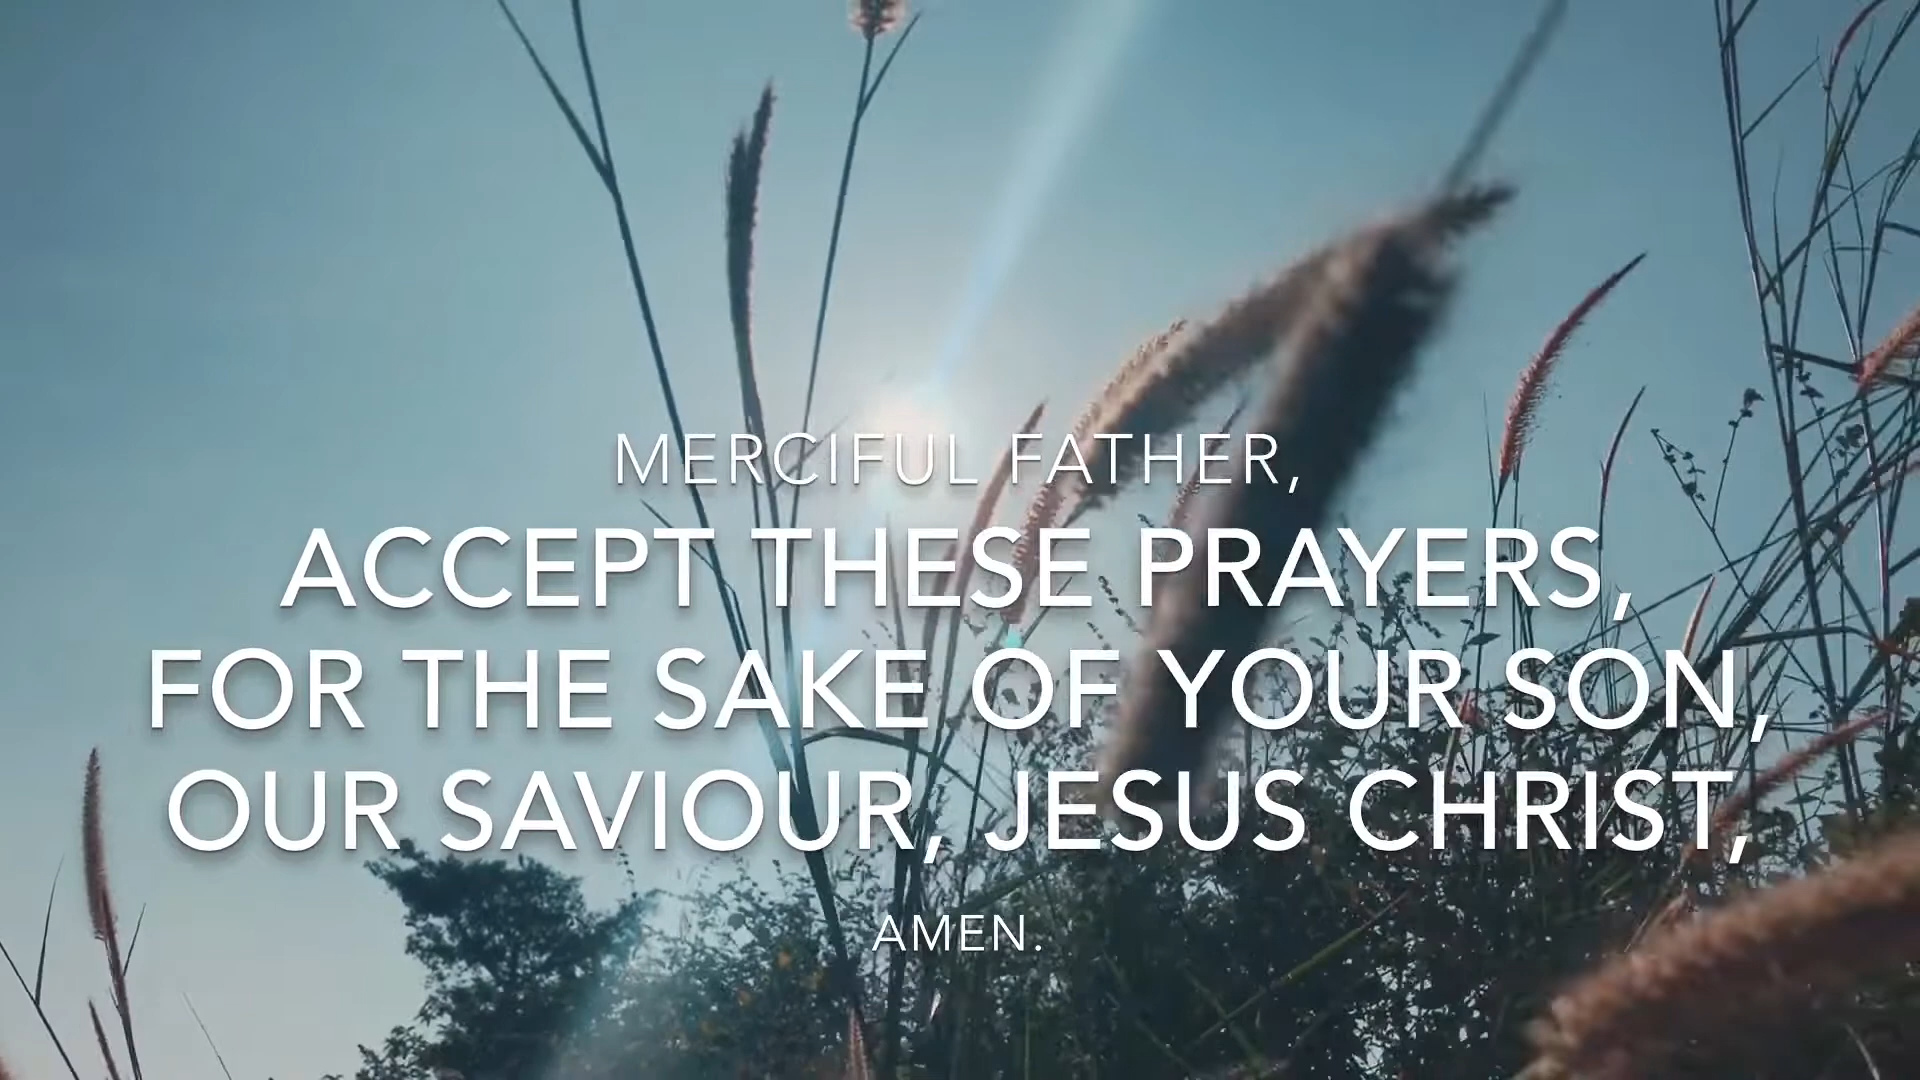 MERCIFUL FATHER,
ACCEPT THESE PRAYERS,
FOR THE SAKE OF YOUR SON,
OUR SAVIOUR, JESUS CHRIST,
AMEN.